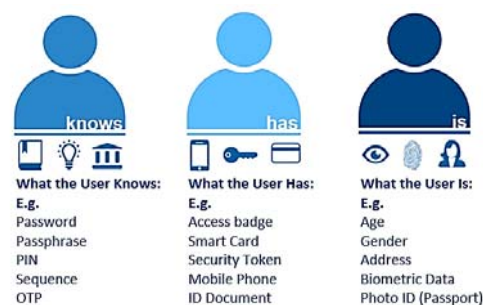 knows
has
is
What the User Knows:
E.g.
Password
Passphrase
PIN
Sequence
OTP
What the User Has:
E.g.
Access badge
Smart Card
Security Token
Mobile Phone
ID Document
What the User Is:
E.g.
Age
Gender
Address
Biometric Data
Photo ID (Passport)